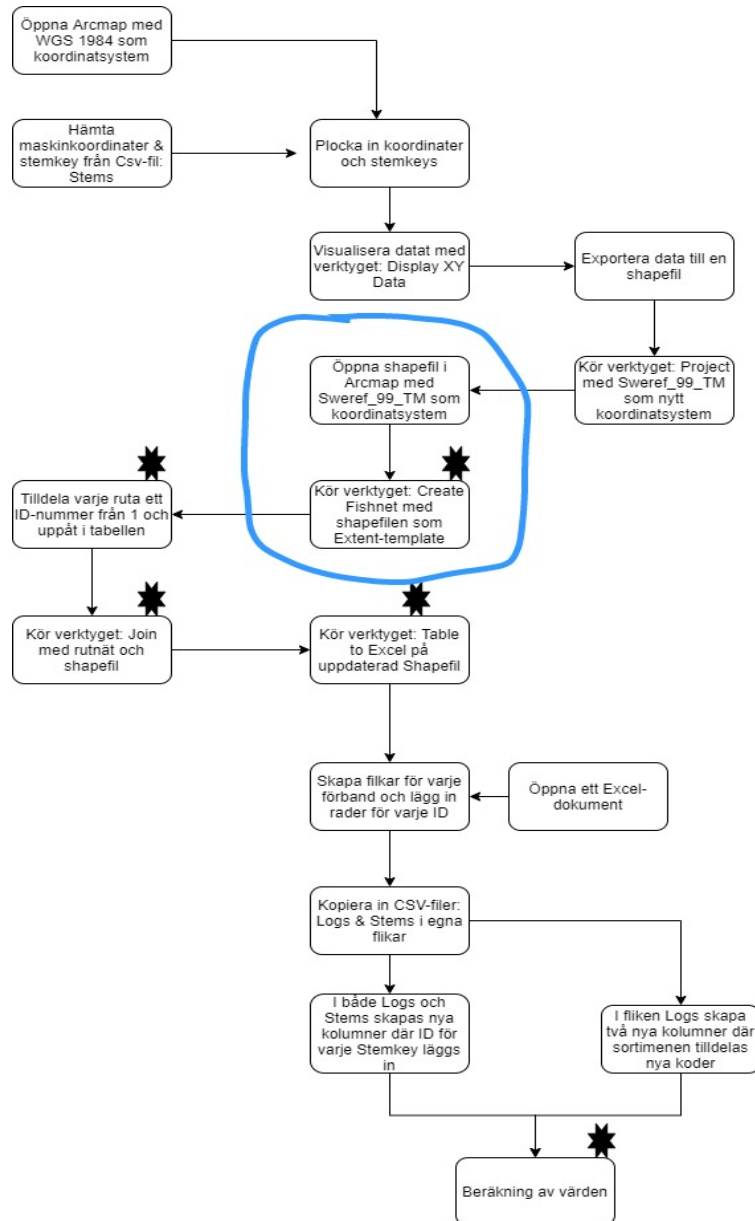 Öppna Arcmap med
WGS 1984 som
koordinatsystem
Hämta
maskinkoordinater &
stemkey från Csv-fil:
Stems
Plocka in koordinater
och stemkeys
Visualisera datat med
verktyget: Display XY
Data
Exportera data till en
shapefil
Öppna shapefil i
Arcmap med
Sweref_99_TM som
koordinatsystem
Kör verktyget: Project
med Sweref_99_TM
som nytt
koordinatsystem
Tilldela varje ruta ett
ID-nummer från 1 och
uppåt i tabellen
Kör verktyget: Create
Fishnet med
shapefilen som
Extent-template
Kör verktyget: Join
med rutnät och
shapefil
Kör verktyget: Table
to Excel på
uppdaterad Shapefil
Skapa filkar för varje
förband och lägg in
rader för varje ID
Öppna ett Excel-
dokument
Kopiera in CSV-filer:
Logs & Stems i egna
flikar
I både Logs och
Stems skapas nya
kolumner där ID för
varje Stemkey läggs
in
I fliken Logs skapa
två nya kolumner där
sortimenen tilldelas
nya koder
Beräkning av värden